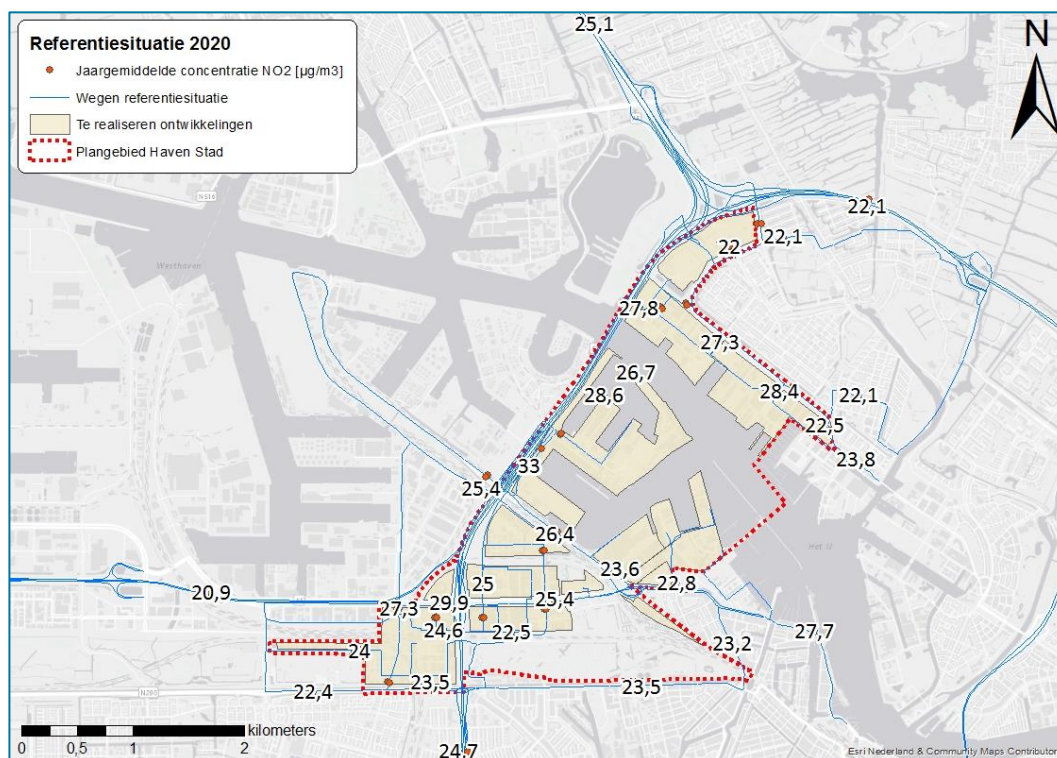 25,1
Referentiesituatie 2020
Jaargemiddelde concentratie NO2 [µg/m3]
Wegen referentiesituatie
Te realiseren ontwikkelingen
Plangebied Haven Stad
N
N516
22,1
22,1
22
Westhaven
27,8
27,3
26,7
28,6
28,4
22,1
22,5
23,8
33
25,4
26,4
Het IJ
23,6
22,8
20,9
25
27,3
29,9
25,4
24,6
22,5
27,7
23,2
24
N200
22,4
23,5
23,5
24,7
kilometers
0 0,5 1 2
Esri Nederland & Community Maps Contributor